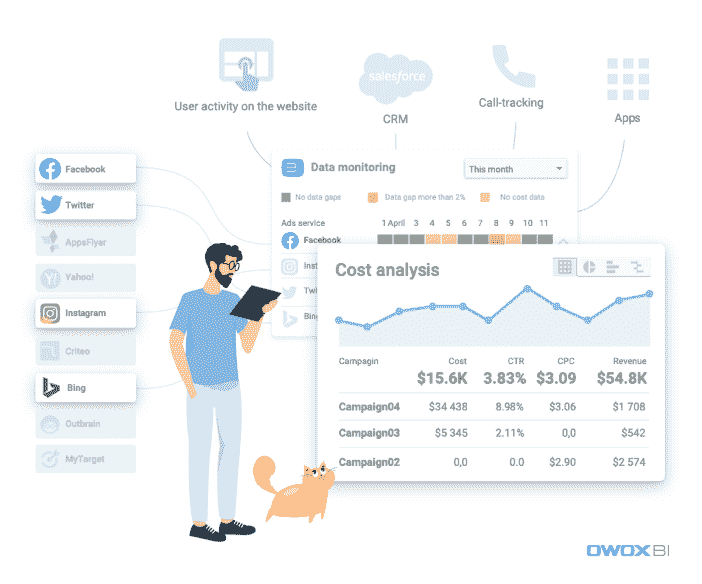 User activity on the website
salesforce
CRM
Call-tracking
Apps
Facebook
Twitter
AppsFlyer
Yahoo!
Instagram
Criteo
Bing
Outbrain
MyTarget
Data monitoring
This month
No data gaps
Data gap more than 2%
No cost data
Ads service
1 April 3 4 5 6 7 8 9 10 11
Facebook
Inst
Tw
Bing
Cost analysis
Campagin Cost CTR CPC Revenue
$15.6K 3.83% $3.09 $54.8K
Campaign04 $34 438 8.98% $3.06 $1 708
Campaign03 $5 345 2.11% 0,0 $542
Campaign02 0,0 0.0 $2.90 $2 574
OWOX BI